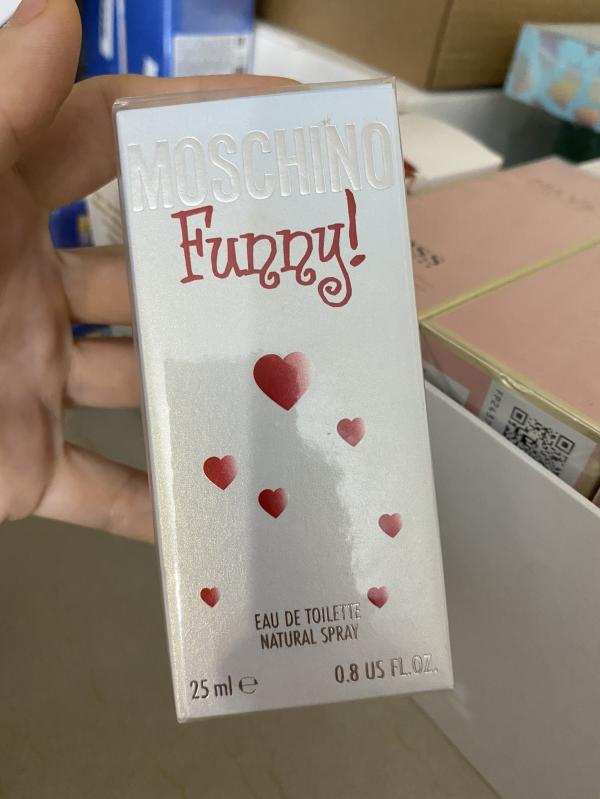 MOSCHINO
Funny!
EAU DE TOILETTE
NATURAL SPRAY
25 ml e
0.8 US FL.OZ.